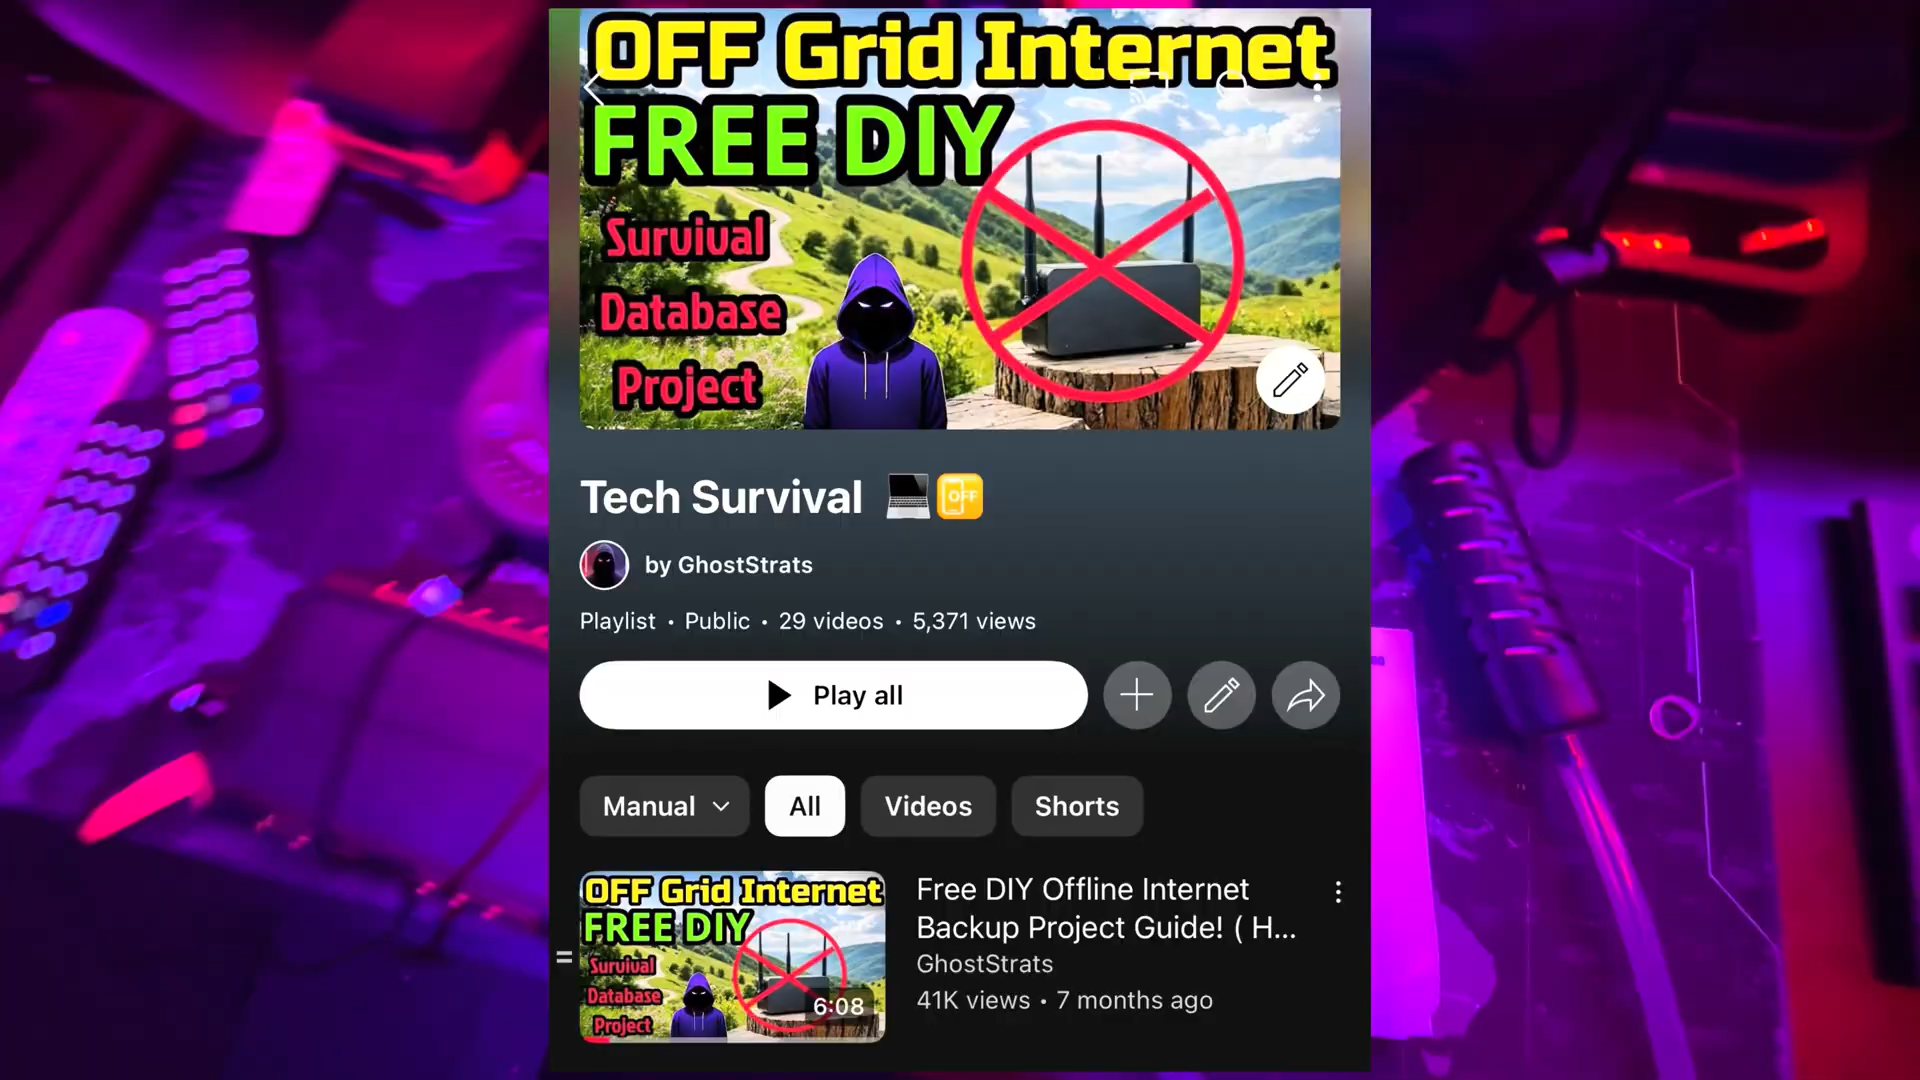 OFF Grid Internet
FREE DIY
Survival
Database
Project
Tech Survival
OFF
by GhostStrats
Playlist • Public • 29 videos • 5,371 views
Play all
Manual
All
Videos
Shorts
OFF Grid Internet
FREE DIY
Survival
Database
Project
6:08
Free DIY Offline Internet
Backup Project Guide! ( H...
GhostStrats
41K views • 7 months ago